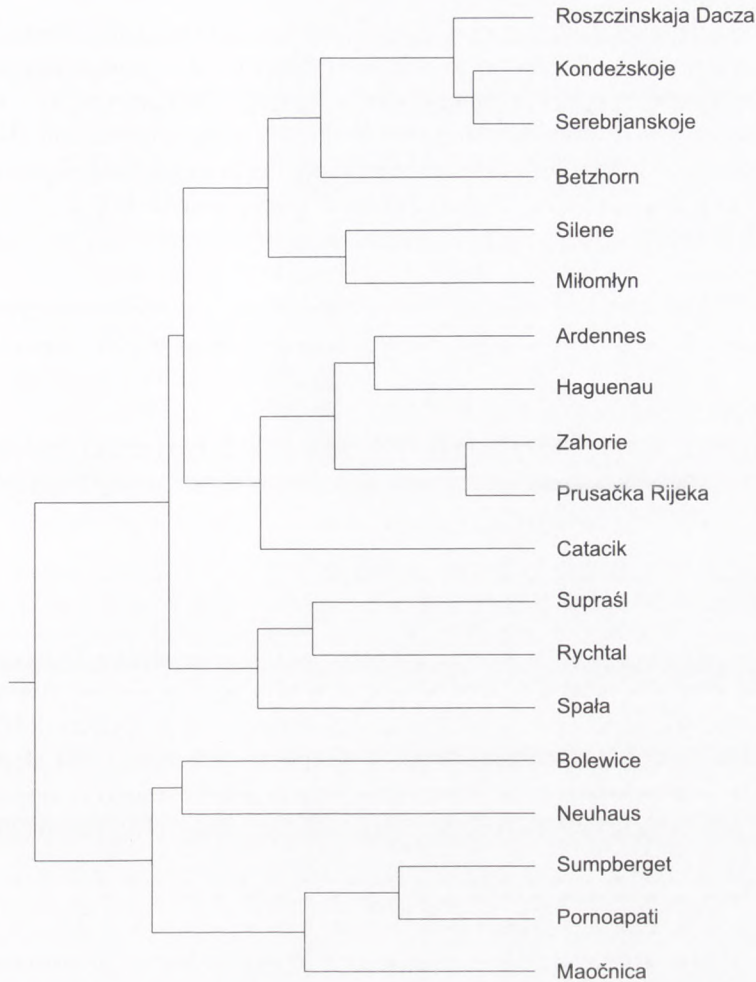 Roszczinskaja Dacza
Kondeżskoje
Serebrjanskoje
Betzhorn
Silene
Miłomłyn
Ardennes
Haguenau
Zahorie
Prusačka Rijeka
Catacik
Supraśl
Rychtal
Spała
Bolewice
Neuhaus
Sumpberget
Pornoapati
Maočnica